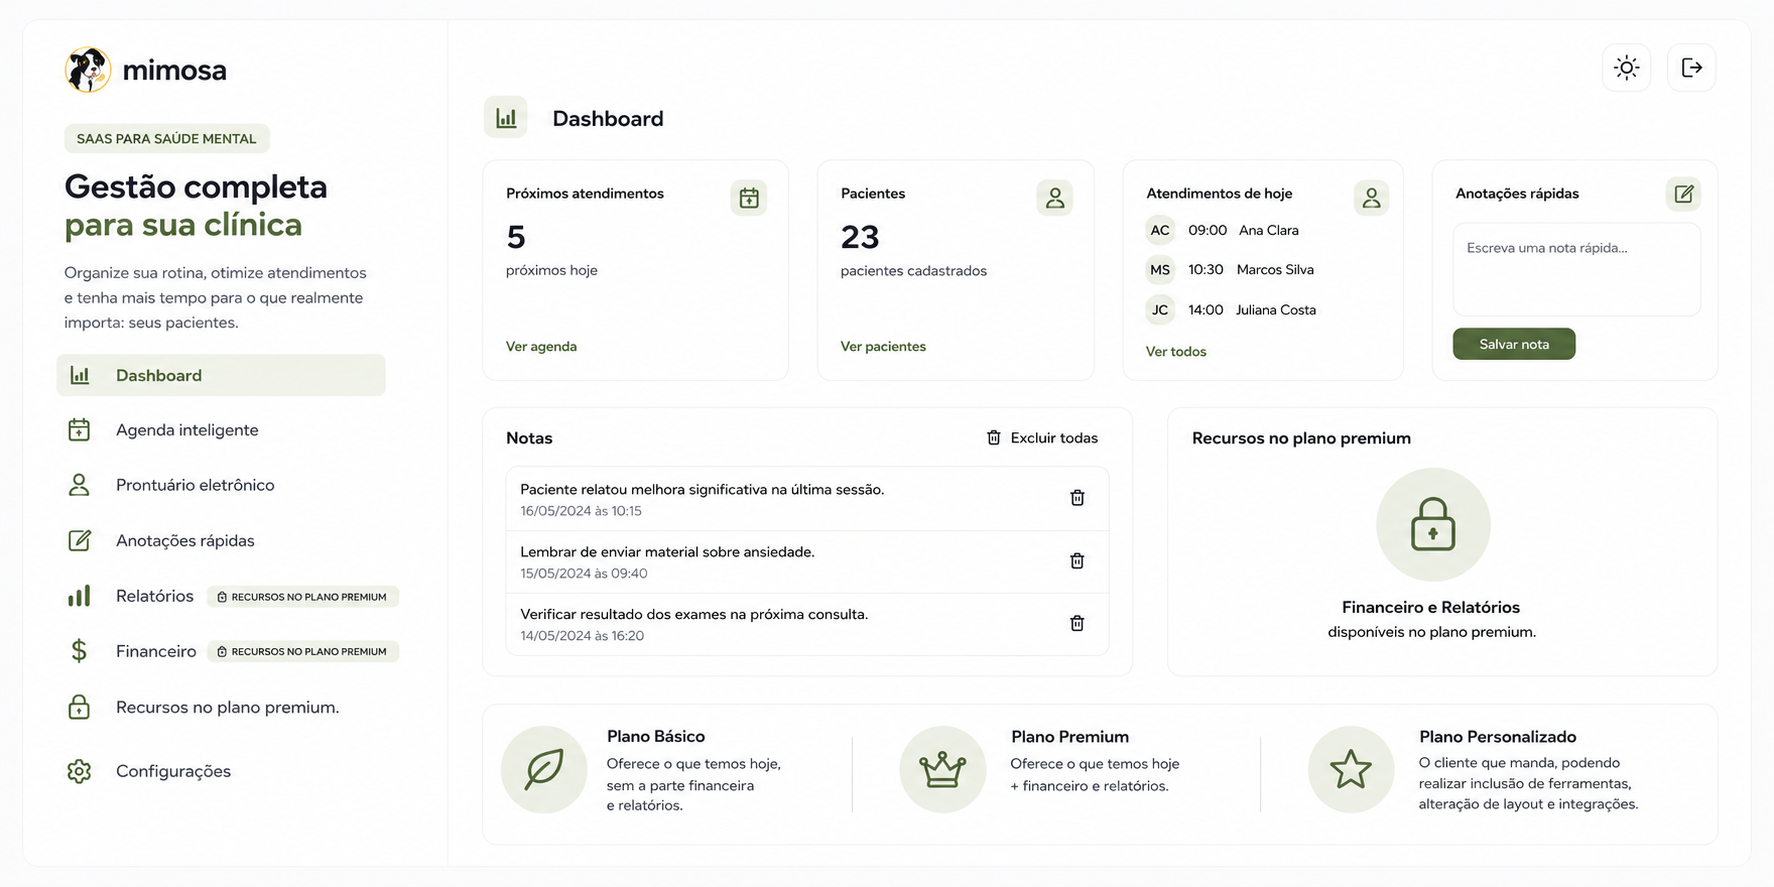 mimosa
SAAS PARA SAÚDE MENTAL
Gestão completa
para sua clínica
Organize sua rotina, otimize atendimentos
e tenha mais tempo para o que realmente
importa: seus pacientes.
Dashboard
Agenda inteligente
Prontuário eletrônico
Anotações rápidas
Relatórios RECURSOS NO PLANO PREMIUM
Financeiro RECURSOS NO PLANO PREMIUM
Recursos no plano premium.
Configurações
Dashboard
Próximos atendimentos
5
próximos hoje
Ver agenda
Pacientes
23
pacientes cadastrados
Ver pacientes
Atendimentos de hoje
AC 09:00 Ana Clara
MS 10:30 Marcos Silva
JC 14:00 Juliana Costa
Ver todos
Anotações rápidas
Escreva uma nota rápida...
Salvar nota
Notas
Excluir todas
Paciente relatou melhora significativa na última sessão.
16/05/2024 às 10:15
Lembrar de enviar material sobre ansiedade.
15/05/2024 às 09:40
Verificar resultado dos exames na próxima consulta.
14/05/2024 às 16:20
Recursos no plano premium
Financeiro e Relatórios
disponíveis no plano premium.
Plano Básico
Oferece o que temos hoje,
sem a parte financeira
e relatórios.
Plano Premium
Oferece o que temos hoje
+ financeiro e relatórios.
Plano Personalizado
O cliente que manda, podendo
realizar inclusão de ferramentas,
alteração de layout e integrações.